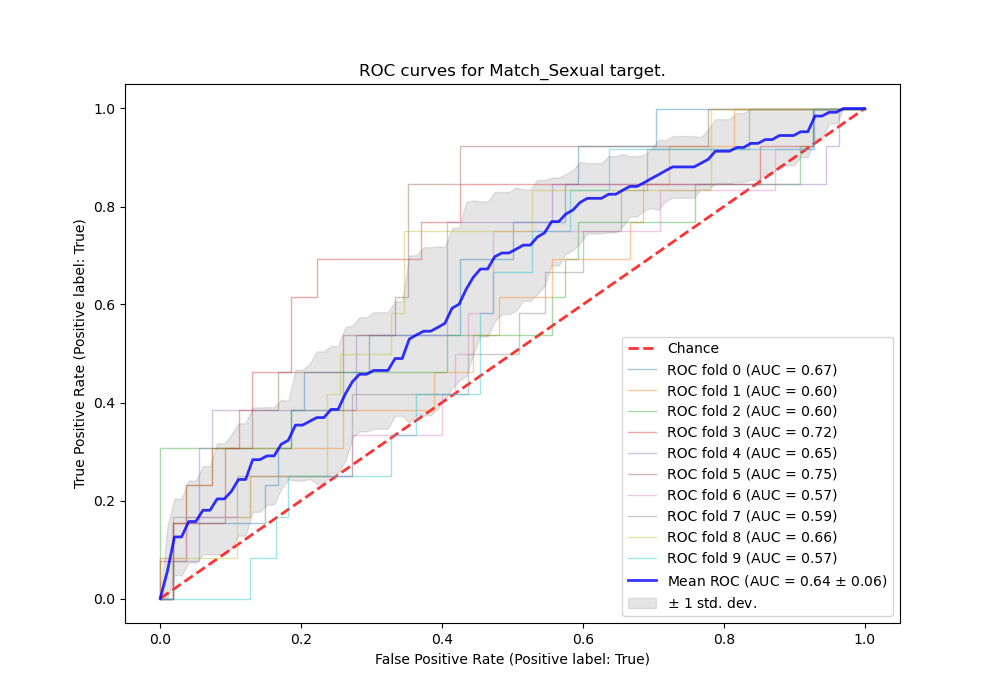 ROC curves for Match_Sexual target.
True Positive Rate (Positive label: True)
1.0
0.8
0.6
0.4
0.2
0.0
0.0 0.2 0.4 0.6 0.8 1.0
False Positive Rate (Positive label: True)
Chance
ROC fold 0 (AUC = 0.67)
ROC fold 1 (AUC = 0.60)
ROC fold 2 (AUC = 0.60)
ROC fold 3 (AUC = 0.72)
ROC fold 4 (AUC = 0.65)
ROC fold 5 (AUC = 0.75)
ROC fold 6 (AUC = 0.57)
ROC fold 7 (AUC = 0.59)
ROC fold 8 (AUC = 0.66)
ROC fold 9 (AUC = 0.57)
Mean ROC (AUC = 0.64 ± 0.06)
± 1 std. dev.